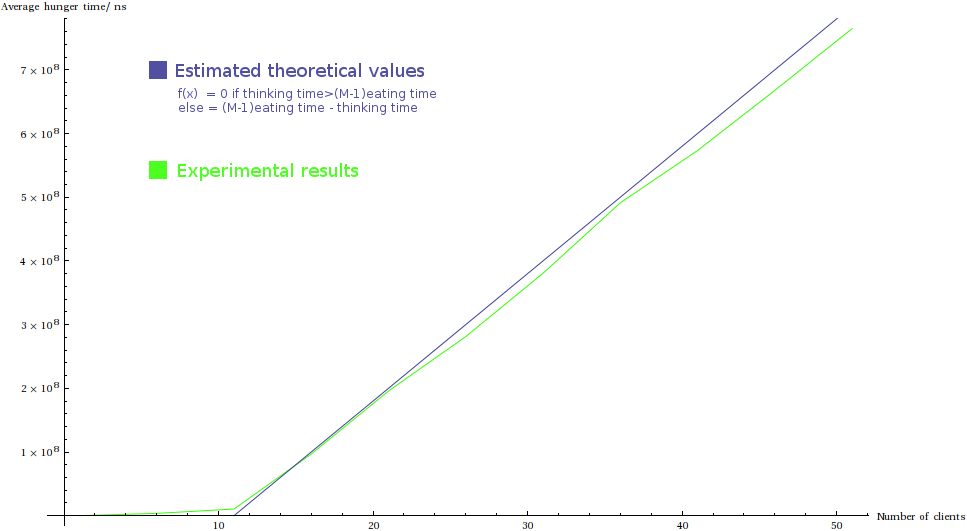 Average hunger time/ ns
7 × 10⁸
Estimated theoretical values
f(x) = 0 if thinking time>(M-1)eating time
else = (M-1)eating time - thinking time
6 × 10⁸
Experimental results
5 × 10⁸
4 × 10⁸
3 × 10⁸
2 × 10⁸
1 × 10⁸
10 20 30 40 50 Number of clients